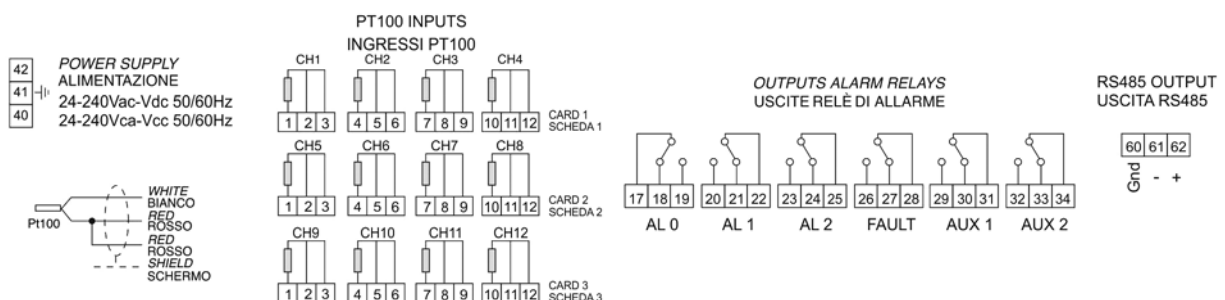 PT100 INPUTS
INGRESSI PT100
42
41
40
POWER SUPPLY
ALIMENTAZIONE
24-240Vac-Vdc 50/60Hz
24-240Vca-Vcc 50/60Hz
Pt100
WHITE
BIANCO
RED
ROSSO
RED
ROSSO
SHIELD
SCHERMO
CH1 CH2 CH3 CH4
1 2 3 4 5 6 7 8 9 10 11 12
CARD 1
SCHEDA 1
CH5 CH6 CH7 CH8
1 2 3 4 5 6 7 8 9 10 11 12
CARD 2
SCHEDA 2
CH9 CH10 CH11 CH12
1 2 3 4 5 6 7 8 9 10 11 12
CARD 3
SCHEDA 3
OUTPUTS ALARM RELAYS
USCITE RELÈ DI ALLARME
17 18 19 20 21 22 23 24 25 26 27 28 29 30 31 32 33 34
AL 0 AL 1 AL 2 FAULT AUX 1 AUX 2
RS485 OUTPUT
USCITA RS485
60 61 62
Gnd - +